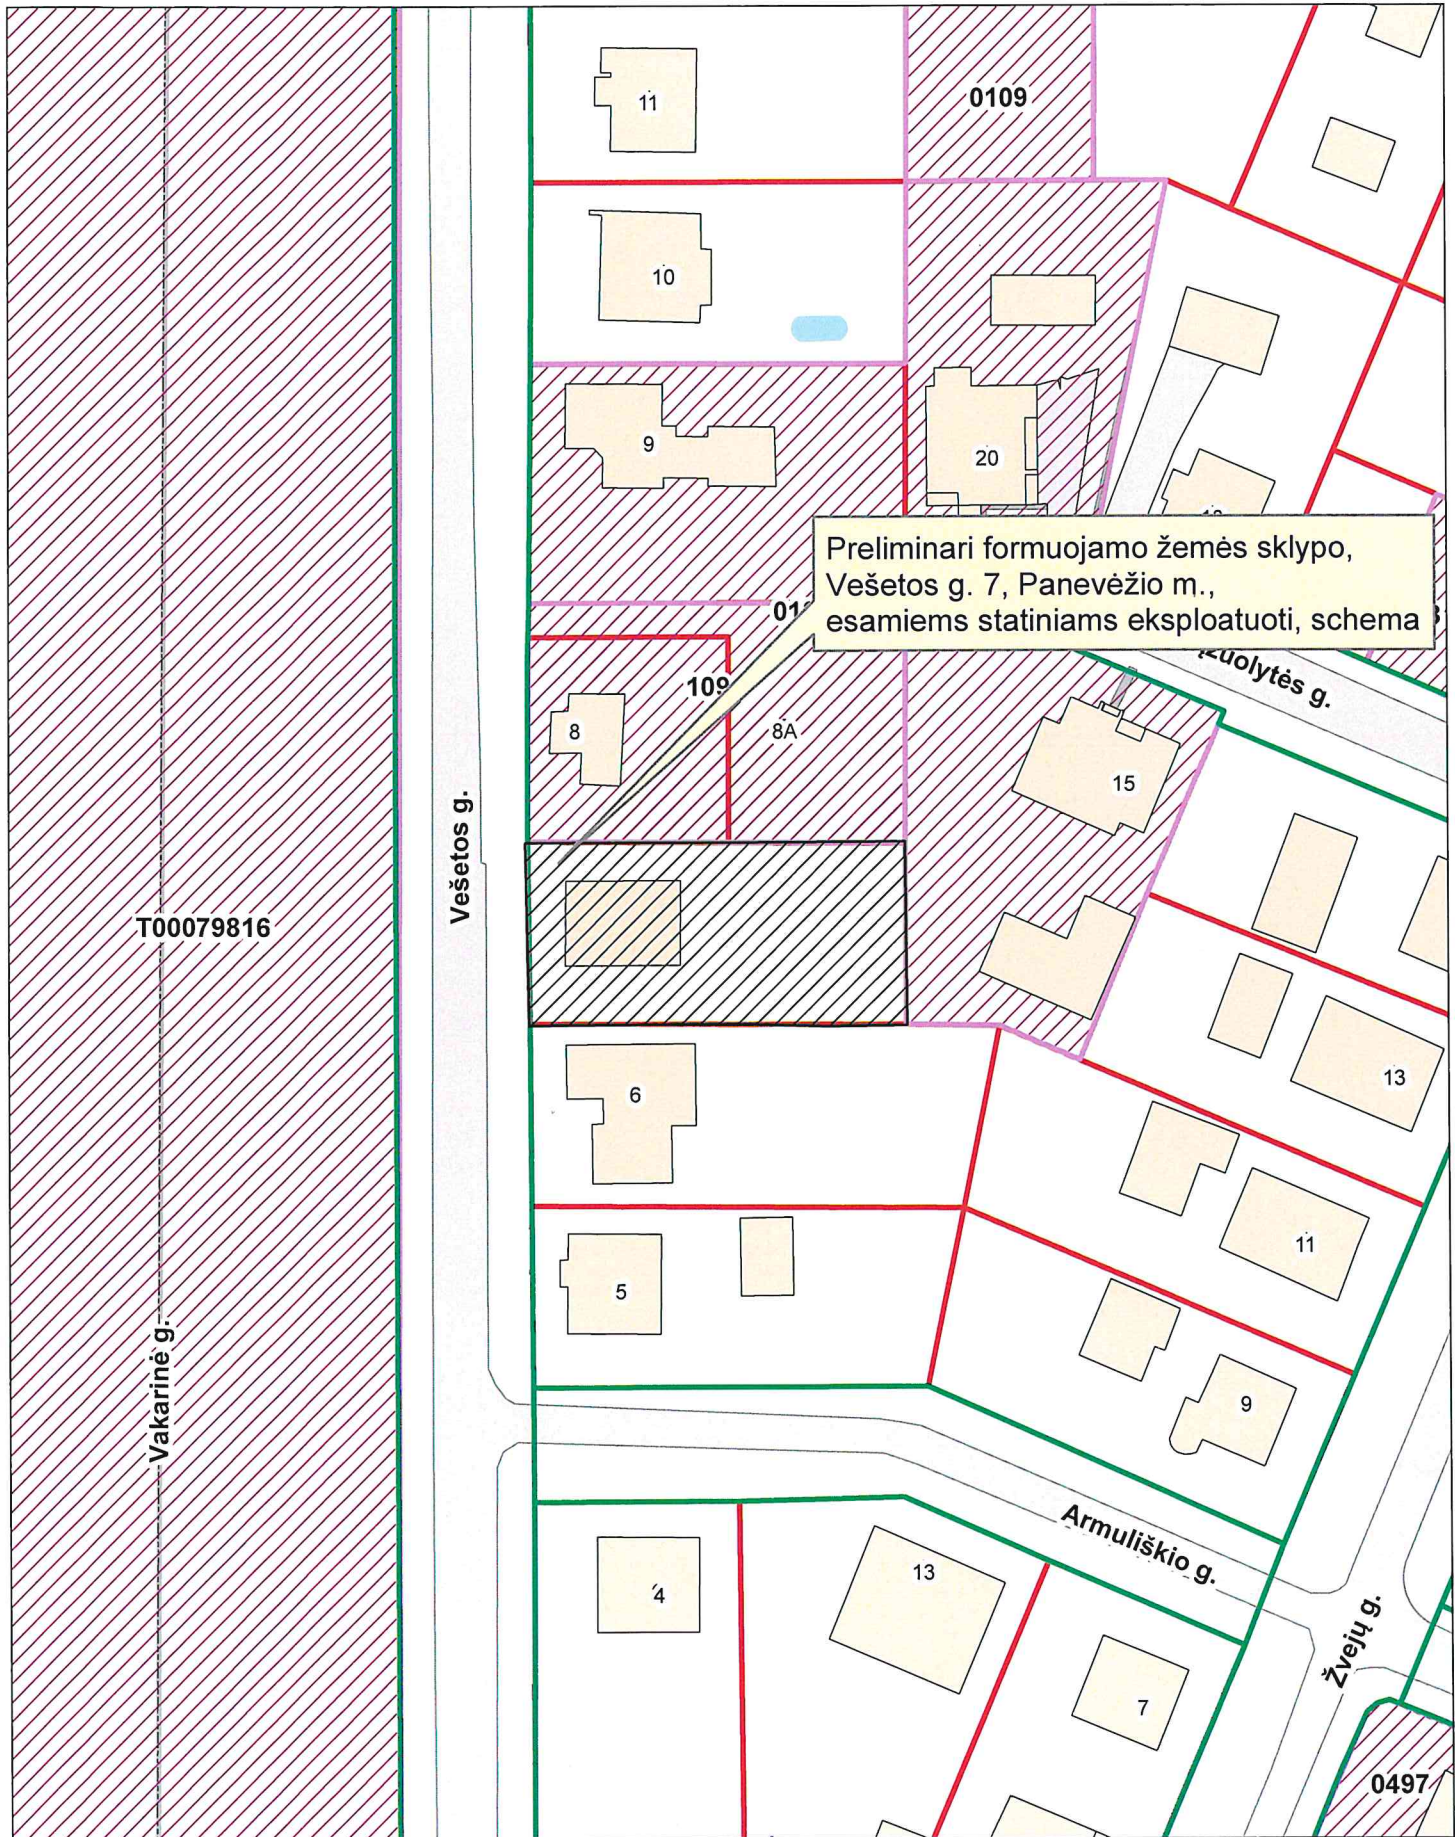 11
0109
10
9
20
Preliminari formuojamo žemės sklypo,
Vešetos g. 7, Panevėžio m.,
esamiems statiniams eksploatuoti, schema
109
8
8A
15
Vešetos g.
T00079816
6
13
5
11
Vakarinė g.
9
Armuliškio g.
4
13
7
Žvejų g.
0497